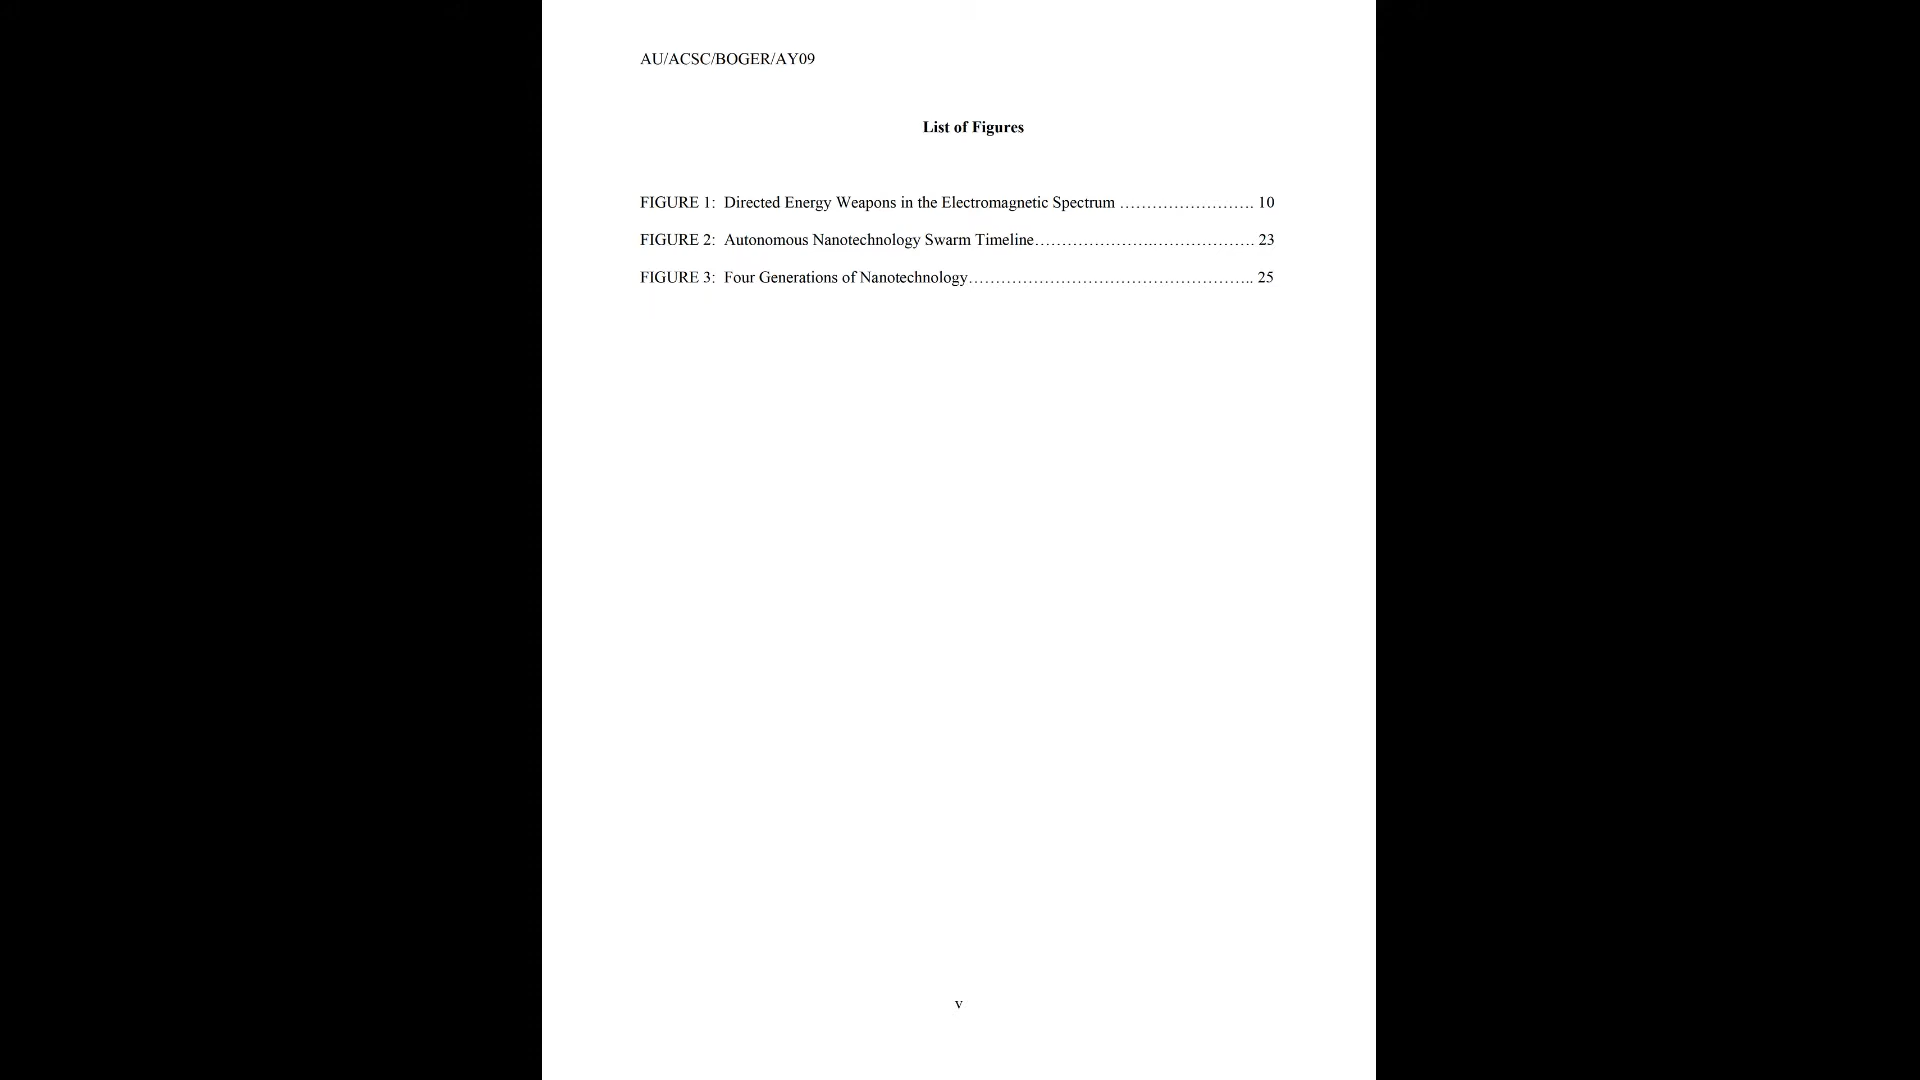 AU/ACSC/BOGER/AY09
List of Figures
FIGURE 1:  Directed Energy Weapons in the Electromagnetic Spectrum ……………………. 10
FIGURE 2:  Autonomous Nanotechnology Swarm Timeline………………….………………. 23
FIGURE 3:  Four Generations of Nanotechnology…………………………………………….. 25
v